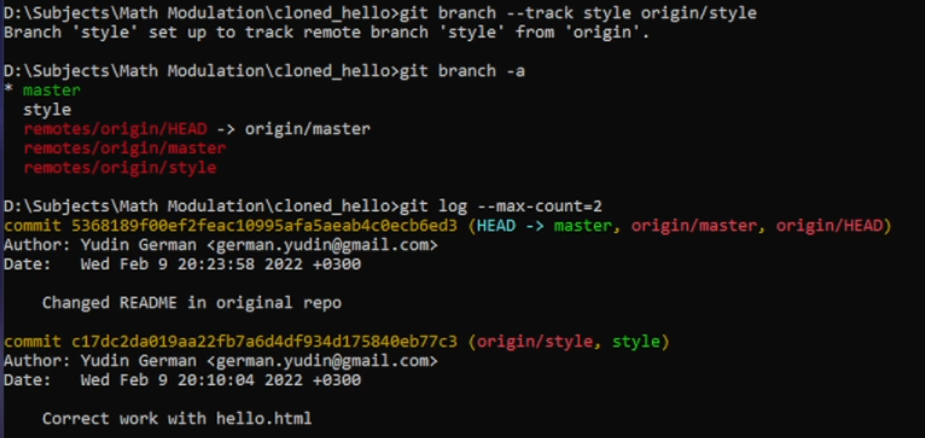 D:\Subjects\Math Modulation\cloned_hello>git branch --track style origin/style
Branch 'style' set up to track remote branch 'style' from 'origin'.
D:\Subjects\Math Modulation\cloned_hello>git branch -a
* master
style
remotes/origin/HEAD -> origin/master
remotes/origin/master
remotes/origin/style
D:\Subjects\Math Modulation\cloned_hello>git log --max-count=2
commit 5368189f00ef2feac10995afa5aeab4c0ecb6ed3 (HEAD -> master, origin/master, origin/HEAD)
Author: Yudin German <german.yudin@gmail.com>
Date:   Wed Feb 9 20:23:58 2022 +0300
Changed README in original repo
commit c17dc2da019aa22fb7a6d4df934d175840eb77c3 (origin/style, style)
Author: Yudin German <german.yudin@gmail.com>
Date:   Wed Feb 9 20:10:04 2022 +0300
Correct work with hello.html